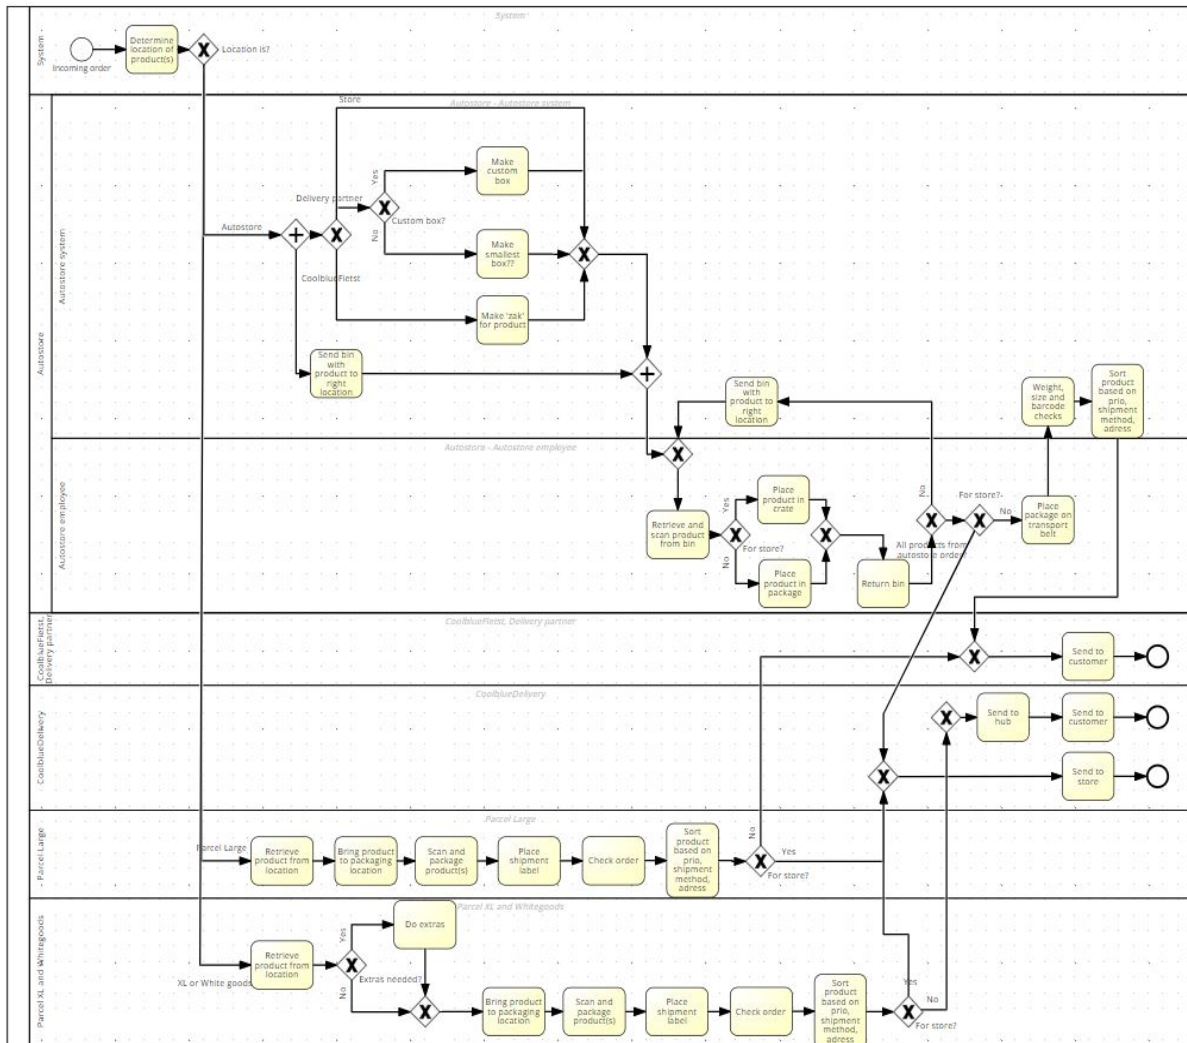 System
System
Incoming order
Determine
location of
product(s)
Location is?
Autostore
Autostore system
Autostore - Autostore system
Store
Autostore
Delivery partner
Custom box?
Yes
No
CoolblueFietst
Make
custom
box
Make
smallest
box??
Make 'zak'
for product
Send bin
with
product to
right
location
Send bin
with
product to
right
location
Weight,
size and
barcode
checks
Sort
product
based on
prio,
shipment
method,
adress
Autostore employee
Autostore - Autostore employee
Retrieve and
scan product
from bin
For store?
Yes
No
Place
product in
crate
Place
product in
package
Return bin
All products from
autostore order?
No
For store?
No
Place
package on
transport
belt
CoolblueFietst,
Delivery partner
CoolblueFietst, Delivery partner
Send to
customer
CoolblueDelivery
CoolblueDelivery
Send to
hub
Send to
customer
Send to
store
Parcel Large
Parcel Large
Parcel Large
Retrieve
product from
location
Bring product
to packaging
location
Scan and
package
product(s)
Place
shipment
label
Check order
Sort
product
based on
prio,
shipment
method,
adress
No
Yes
For store?
Parcel XL and Whitegoods
Parcel XL and Whitegoods
XL or White goods
Retrieve
product from
location
Yes
No
Extras needed?
Do extras
Bring product
to packaging
location
Scan and
package
product(s)
Place
shipment
label
Check order
Sort
product
based on
prio,
shipment
method,
adress
Yes
No
For store?